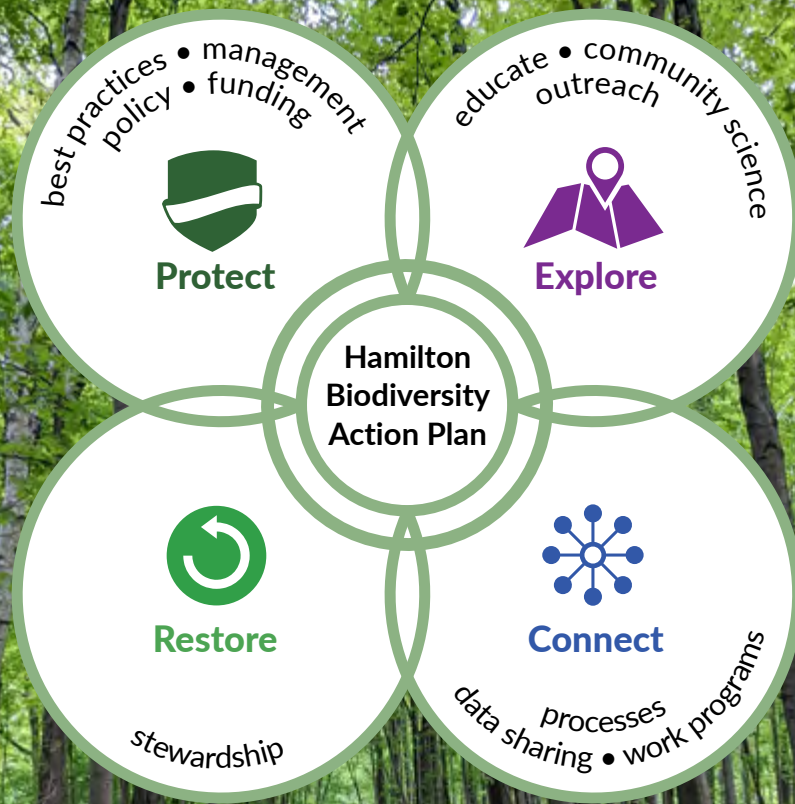 best practices • management
policy • funding
Protect
educate • community science
outreach
Explore
Hamilton
Biodiversity
Action Plan
Restore
stewardship
Connect
processes
data sharing • work programs